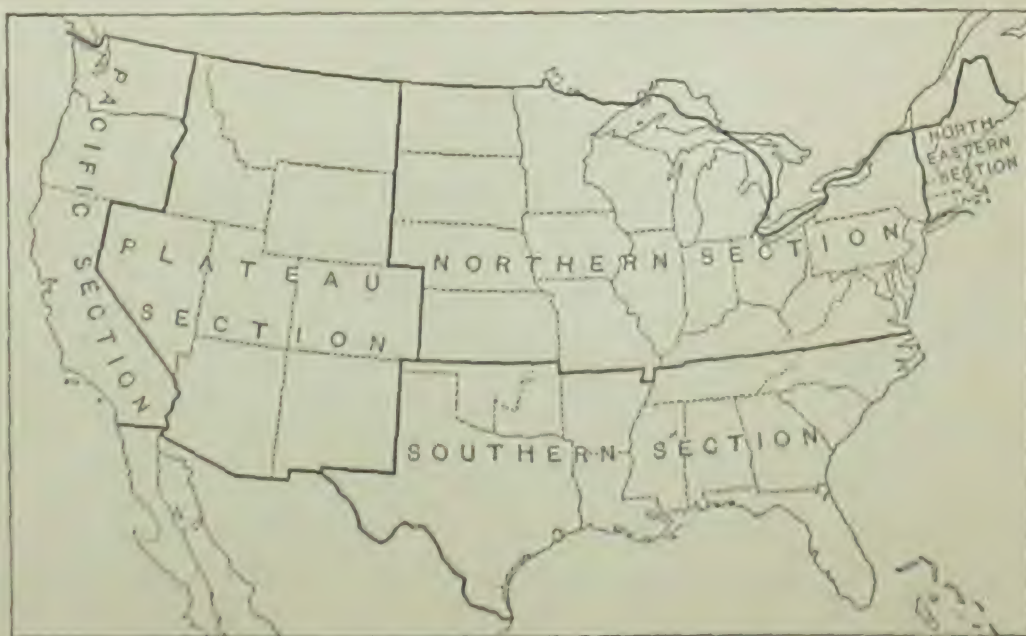 PACIFIC SECTION
PLATEAU
SECTION
NORTHERN SECTION
NORTH-
EASTERN
SECTION
SOUTHERN SECTION